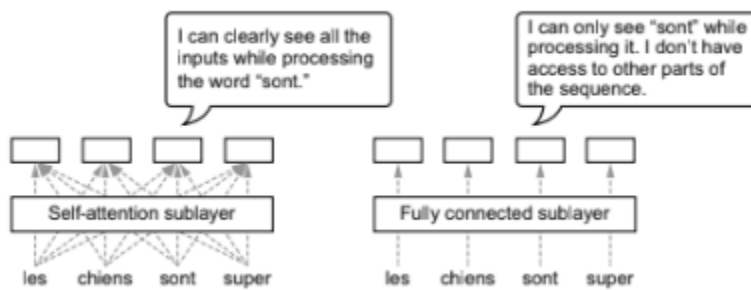 I can clearly see all the
inputs while processing
the word “sont.”
I can only see “sont” while
processing it. I don’t have
access to other parts of
the sequence.
Self-attention sublayer
les chiens sont super
Fully connected sublayer
les chiens sont super